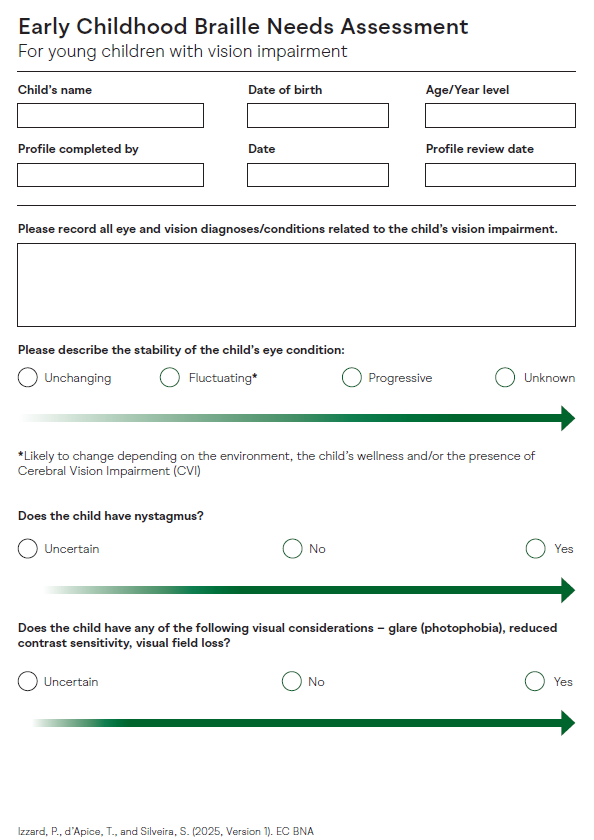 Early Childhood Braille Needs Assessment
For young children with vision impairment
Child's name
Date of birth
Age/Year level
Profile completed by
Date
Profile review date
Please record all eye and vision diagnoses/conditions related to the child's vision impairment.
Please describe the stability of the child's eye condition:
Unchanging
Fluctuating*
Progressive
Unknown
*Likely to change depending on the environment, the child's wellness and/or the presence of
Cerebral Vision Impairment (CVI)
Does the child have nystagmus?
Uncertain
No
Yes
Does the child have any of the following visual considerations – glare (photophobia), reduced
contrast sensitivity, visual field loss?
Uncertain
No
Yes
Izzard, P., d'Apice, T., and Silveira, S. (2025, Version 1). EC BNA